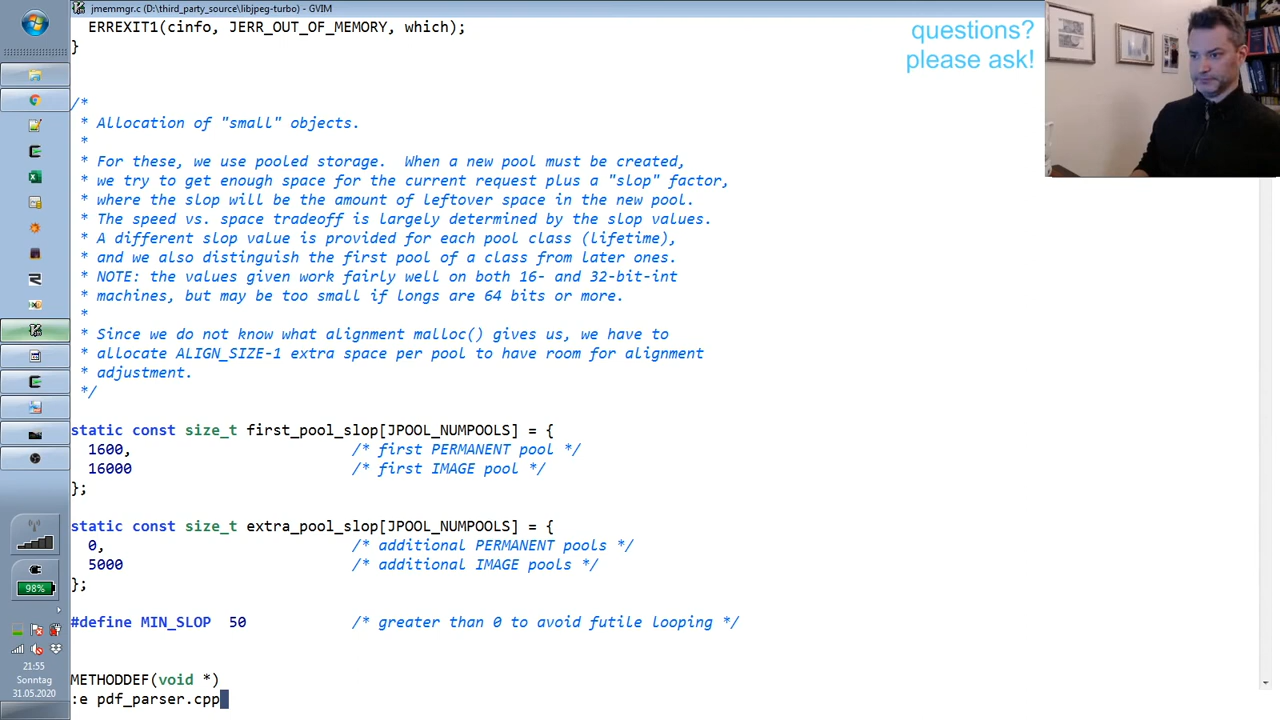 jmemmgr.c (D:\third_party_source\libjpeg-turbo) - GVIM
ERREXIT1(cinfo, JERR_OUT_OF_MEMORY, which);
}
questions?
please ask!
/*
* Allocation of "small" objects.
*
* For these, we use pooled storage.  When a new pool must be created,
* we try to get enough space for the current request plus a "slop" factor,
* where the slop will be the amount of leftover space in the new pool.
* The speed vs. space tradeoff is largely determined by the slop values.
* A different slop value is provided for each pool class (lifetime),
* and we also distinguish the first pool of a class from later ones.
* NOTE: the values given work fairly well on both 16- and 32-bit-int
* machines, but may be too small if longs are 64 bits or more.
*
* Since we do not know what alignment malloc() gives us, we have to
* allocate ALIGN_SIZE-1 extra space per pool to have room for alignment
* adjustment.
*/
static const size_t first_pool_slop[JPOOL_NUMPOOLS] = {
1600, /* first PERMANENT pool */
16000 /* first IMAGE pool */
};
static const size_t extra_pool_slop[JPOOL_NUMPOOLS] = {
0, /* additional PERMANENT pools */
5000 /* additional IMAGE pools */
};
#define MIN_SLOP  50 /* greater than 0 to avoid futile looping */
METHODDEF(void *)
:e pdf_parser.cpp
98%
21:55
Sonntag
31.05.2020